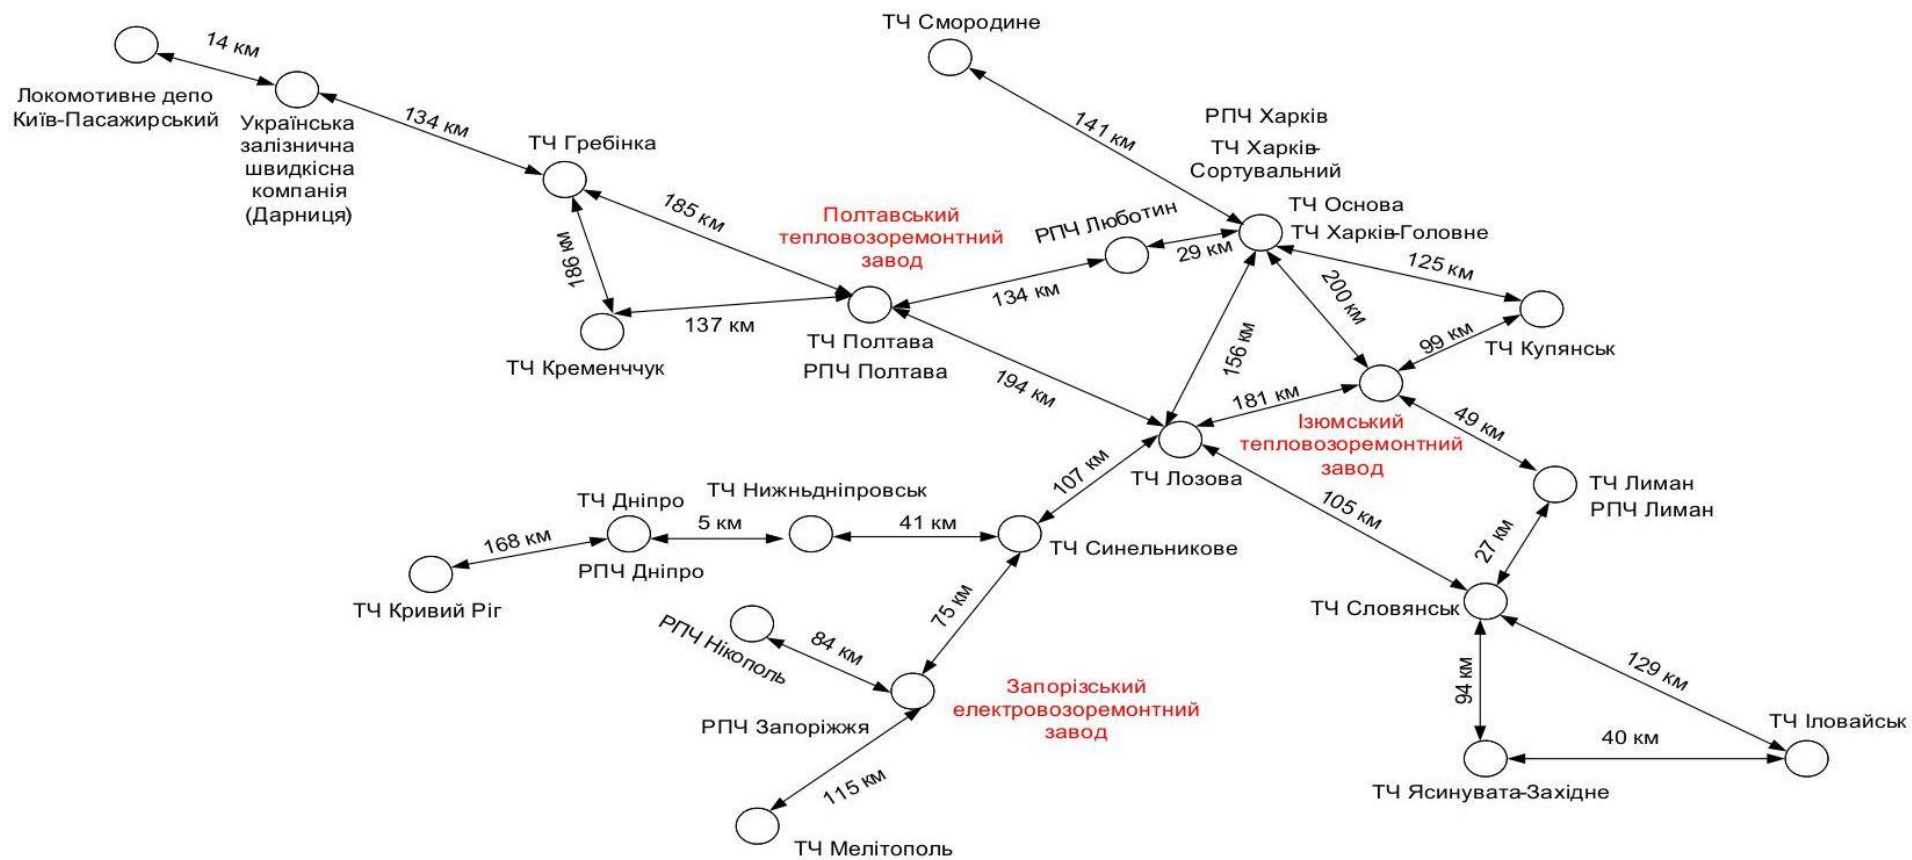 ТЧ Смородине
14 км
Локомотивне депо
Київ-Пасажирський
Українська
залізнична
швидкісна
компанія
(Дарниця)
134 км
ТЧ Гребінка
141 км
РПЧ Харків
ТЧ Харків-
Сортувальний
ТЧ Основа
ТЧ Харків-Головне
185 км
186 км
Полтавський
тепловозоремонтний
завод
РПЧ Люботин
29 км
125 км
134 км
200 км
137 км
ТЧ Кременччук
ТЧ Полтава
РПЧ Полтава
156 км
99 км
ТЧ Купянськ
194 км
181 км
Ізюмський
тепловозоремонтний
завод
49 км
ТЧ Лозова
107 км
105 км
ТЧ Лиман
РПЧ Лиман
27 км
ТЧ Дніпро
РПЧ Дніпро
5 км
ТЧ Нижньдніпровськ
41 км
ТЧ Синельникове
168 км
ТЧ Кривий Ріг
75 км
РПЧ Нікополь
84 км
РПЧ Запоріжжя
Запорізський
електровозоремонтний
завод
115 км
ТЧ Мелітополь
ТЧ Словянськ
94 км
129 км
ТЧ Іловайськ
40 км
ТЧ Ясинувата-Західне